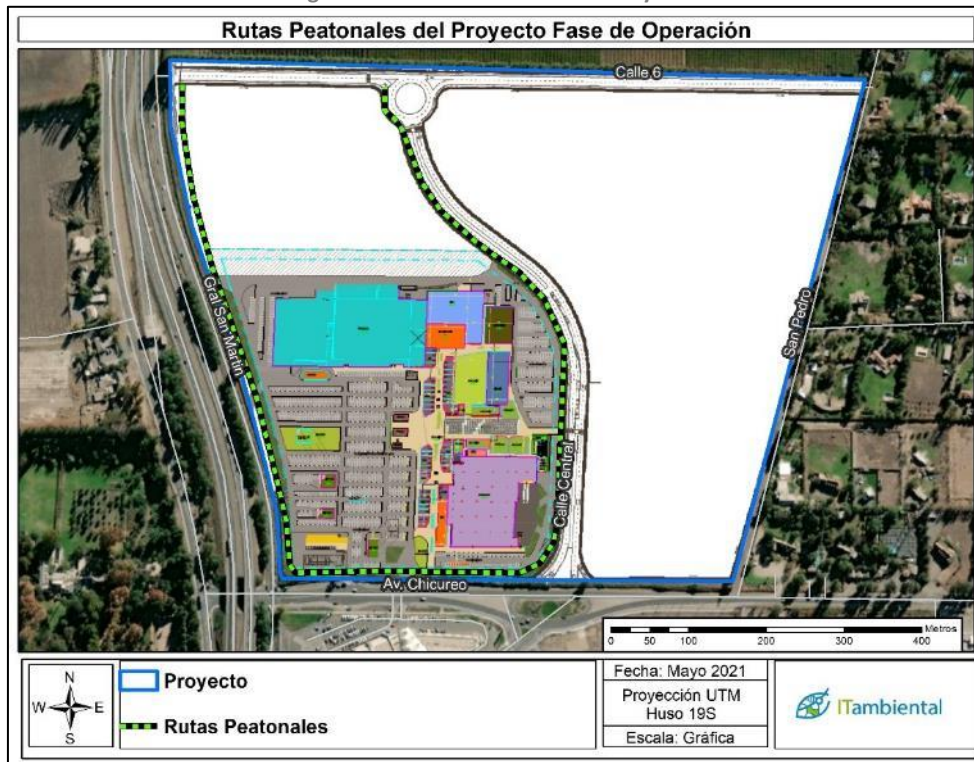 Rutas Peatonales del Proyecto Fase de Operación
Calle 6
Gral San Martín
San Pedro
Calle Central
Av. Chicureo
Metros
0 50 100 200 300 400
N
W E
S
Proyecto
Rutas Peatonales
Fecha: Mayo 2021
Proyección UTM
Huso 19S
Escala: Gráfica
ITambiental